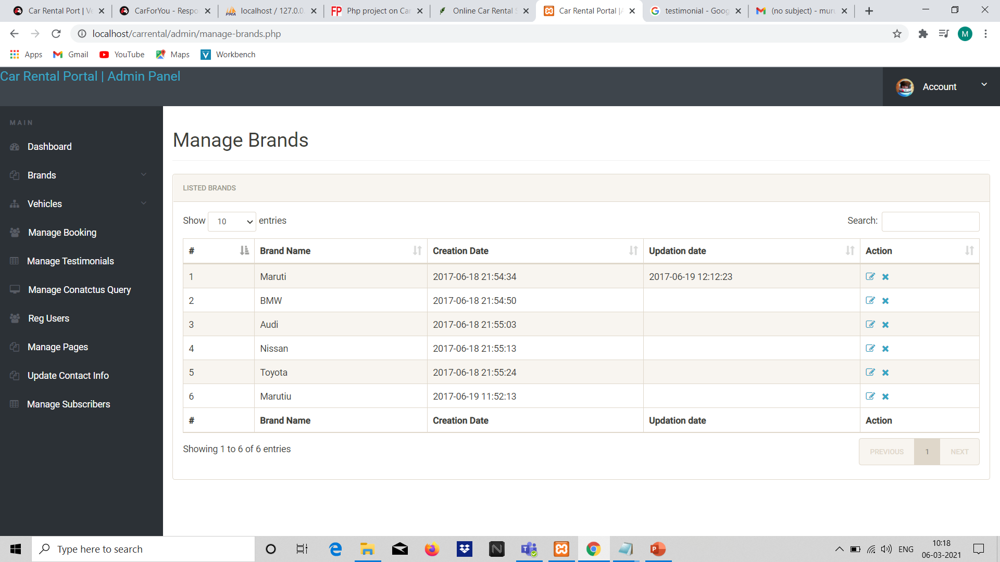 Car Rental Port | Ve
CarForYou - Respo
localhost / 127.0.0.
Php project on Car
Online Car Rental S
Car Rental Portal |A
testimonial - Goog
(no subject) - muru
localhost/carrental/admin/manage-brands.php
M
Apps
Gmail
YouTube
Maps
Workbench
Car Rental Portal | Admin Panel
Account
MAIN
Dashboard
Brands
Vehicles
Manage Booking
Manage Testimonials
Manage Conatctus Query
Reg Users
Manage Pages
Update Contact Info
Manage Subscribers
Manage Brands
LISTED BRANDS
Show 10 entries
Search:
# Brand Name Creation Date Updation date Action
1 Maruti 2017-06-18 21:54:34 2017-06-19 12:12:23
2 BMW 2017-06-18 21:54:50
3 Audi 2017-06-18 21:55:03
4 Nissan 2017-06-18 21:55:13
5 Toyota 2017-06-18 21:55:24
6 Marutiu 2017-06-19 11:52:13
# Brand Name Creation Date Updation date Action
Showing 1 to 6 of 6 entries
PREVIOUS 1 NEXT
Type here to search
ENG
10:18
06-03-2021